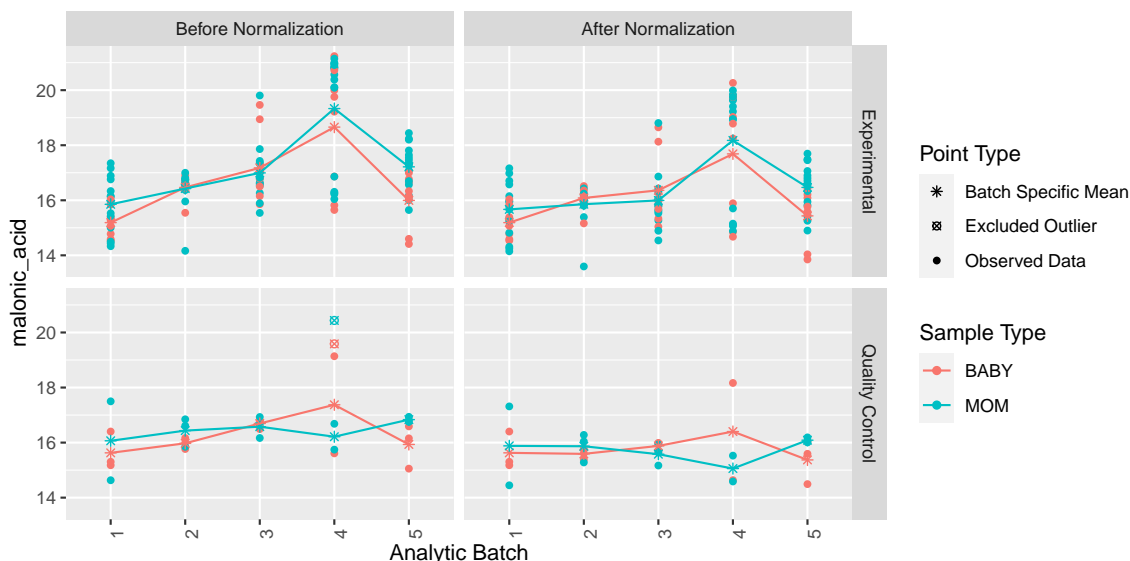 Before Normalization
After Normalization
malonic_acid
20
18
16
14
Experimental
20
18
16
14
Quality Control
1
2
3
4
5
1
2
3
4
5
Analytic Batch
Point Type
Batch Specific Mean
Excluded Outlier
Observed Data
Sample Type
BABY
MOM